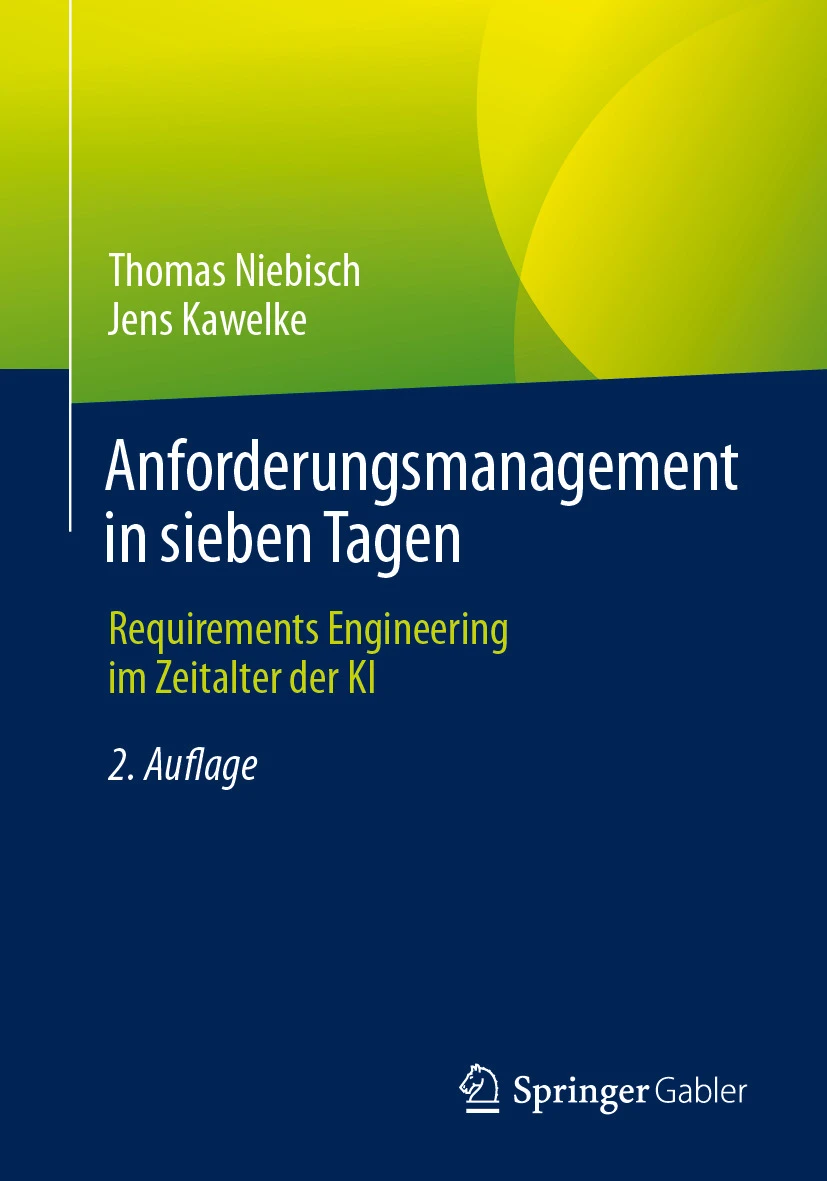 Thomas Niebisch
Jens Kawelke
Anforderungsmanagement
in sieben Tagen
Requirements Engineering
im Zeitalter der KI
2. Auflage
Springer Gabler